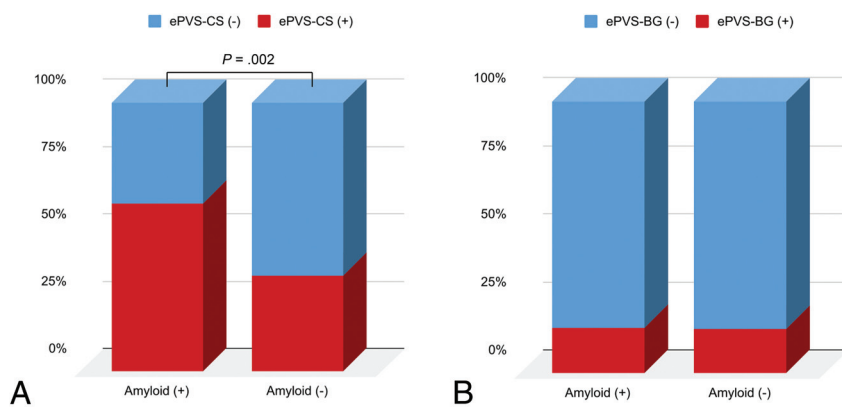 ePVS-CS (-) ePVS-CS (+)
P = .002
100%
75%
50%
25%
0%
Amyloid (+) Amyloid (-)
A
ePVS-BG (-) ePVS-BG (+)
100%
75%
50%
25%
0%
Amyloid (+) Amyloid (-)
B